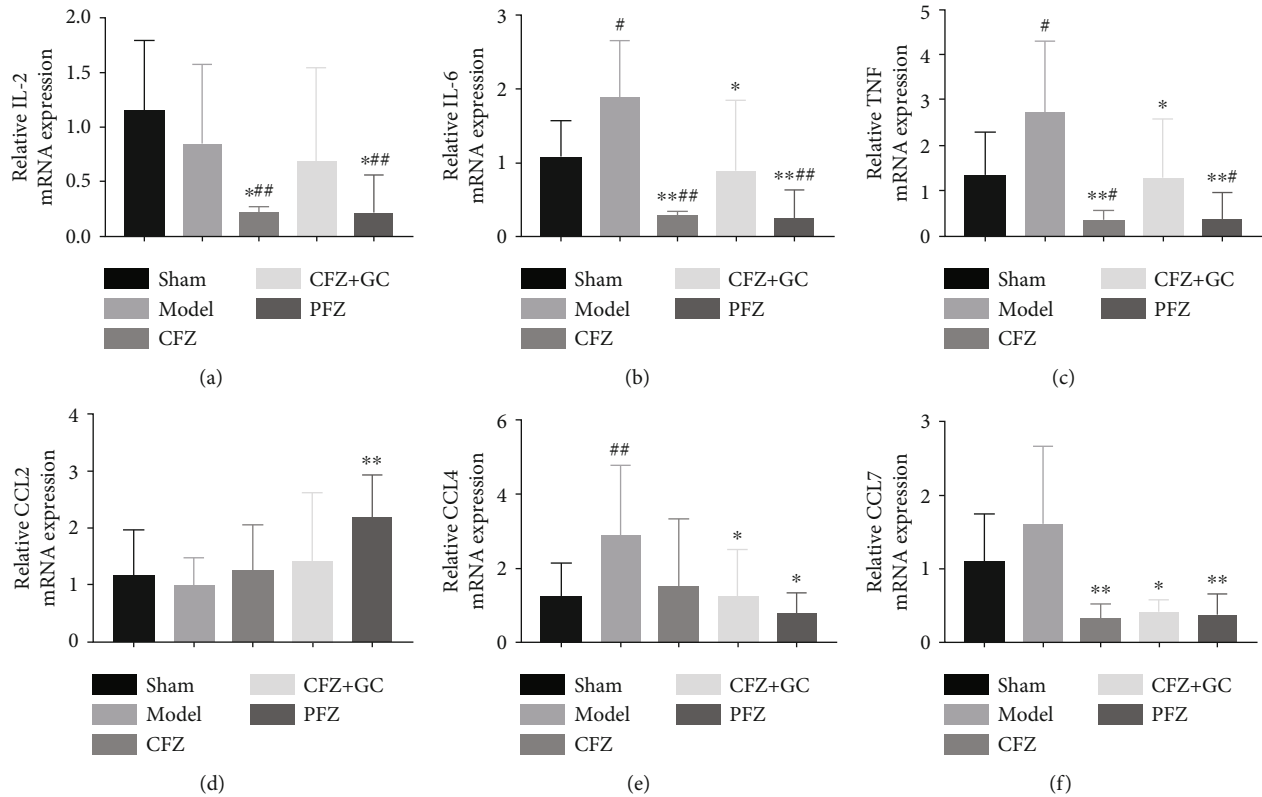 Relative IL-2
mRNA expression
2.0
1.5
1.0
0.5
0.0
*##
*##
Sham
Model
CFZ
CFZ+GC
PFZ
(a)
Relative IL-6
mRNA expression
3
2
1
0
#
**##
*
**##
Sham
Model
CFZ
CFZ+GC
PFZ
(b)
Relative TNF
mRNA expression
5
4
3
2
1
0
#
**#
*
**#
Sham
Model
CFZ
CFZ+GC
PFZ
(c)
Relative CCL2
mRNA expression
4
3
2
1
0
**
Sham
Model
CFZ
CFZ+GC
PFZ
(d)
Relative CCL4
mRNA expression
6
4
2
0
##
*
*
Sham
Model
CFZ
CFZ+GC
PFZ
(e)
Relative CCL7
mRNA expression
3
2
1
0
**
*
**
Sham
Model
CFZ
CFZ+GC
PFZ
(f)